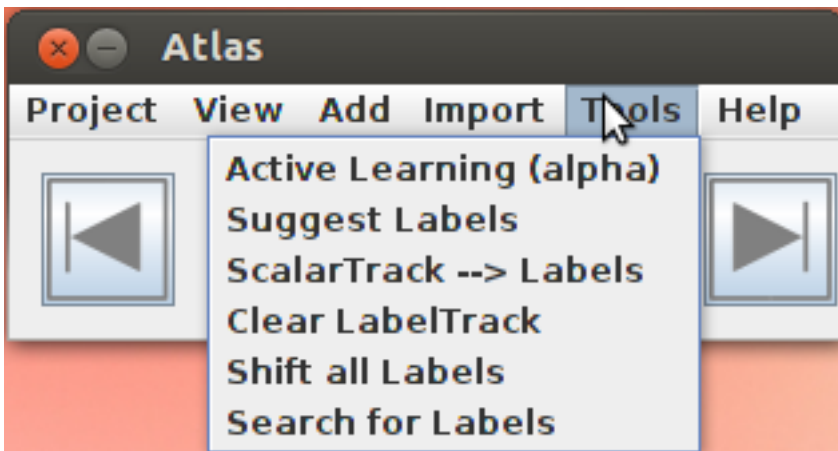 Atlas
Project View Add Import Tools Help
Active Learning (alpha)
Suggest Labels
ScalarTrack --> Labels
Clear LabelTrack
Shift all Labels
Search for Labels